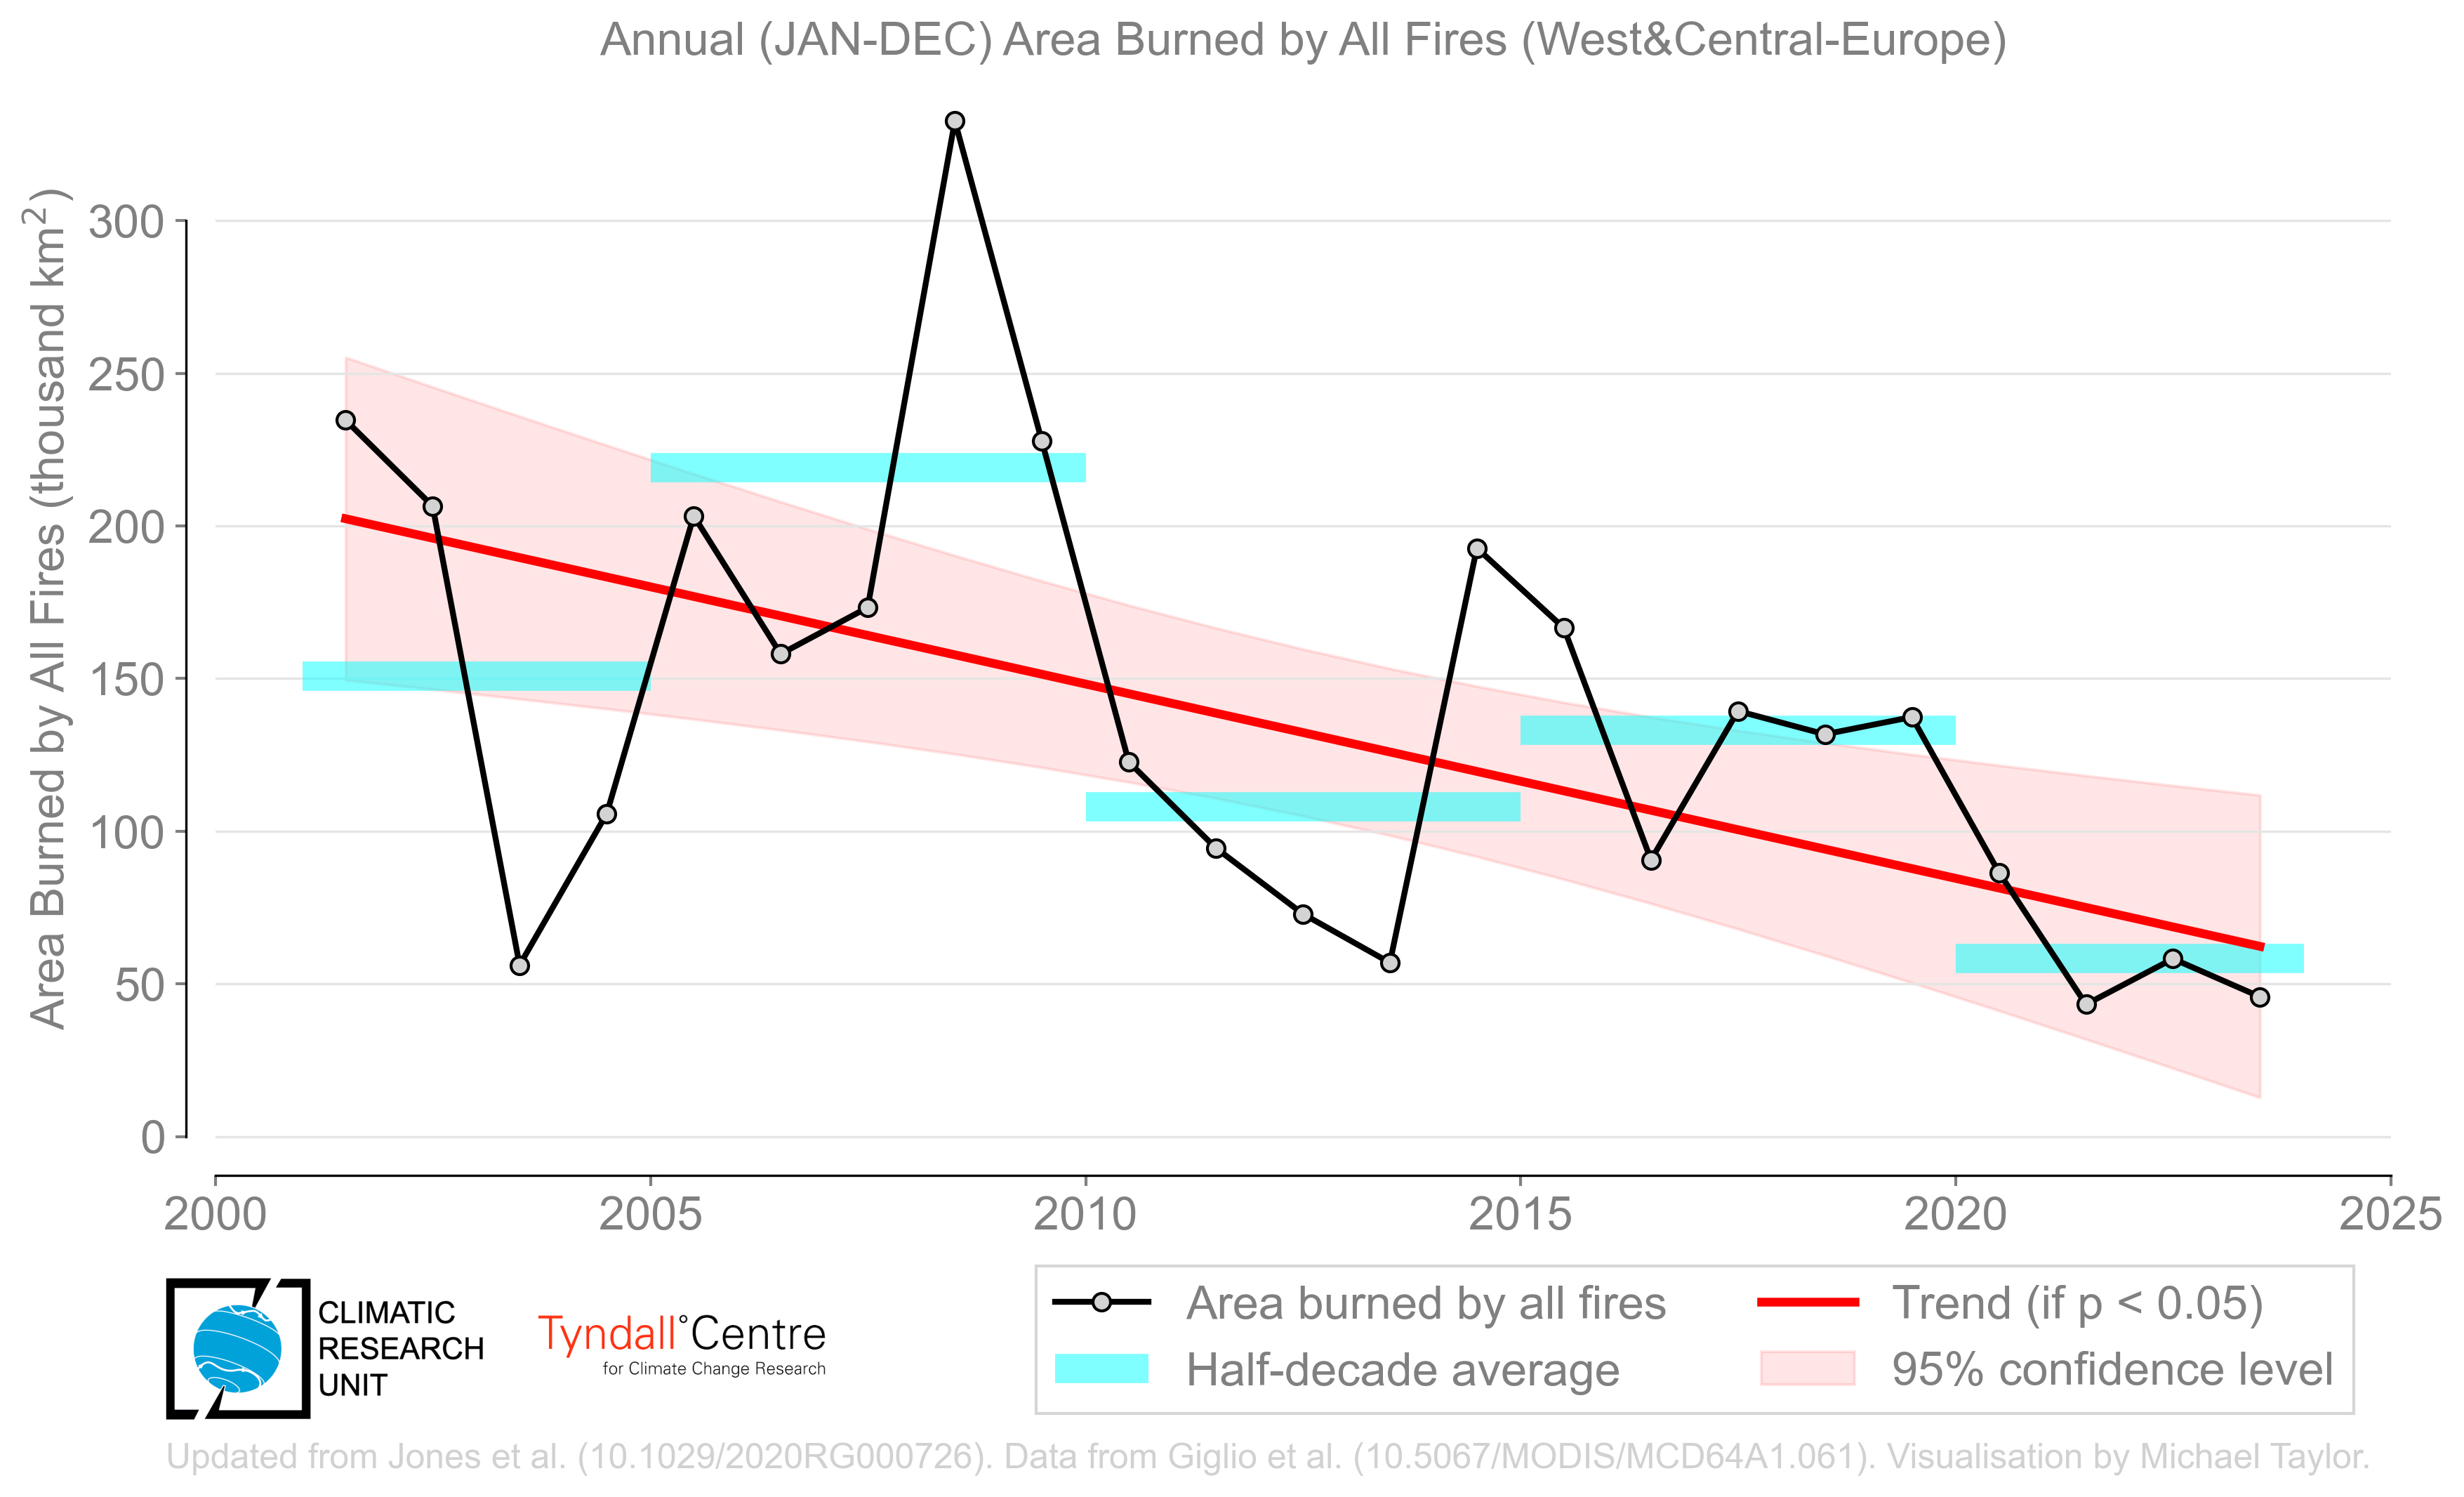 Annual (JAN-DEC) Area Burned by All Fires (West&Central-Europe)
Area Burned by All Fires (thousand km²)
300
250
200
150
100
50
0
2000 2005 2010 2015 2020 2025
CLIMATIC
RESEARCH
UNIT
Tyndall°Centre
for Climate Change Research
Area burned by all fires
Half-decade average
Trend (if p < 0.05)
95% confidence level
Updated from Jones et al. (10.1029/2020RG000726). Data from Giglio et al. (10.5067/MODIS/MCD64A1.061). Visualisation by Michael Taylor.